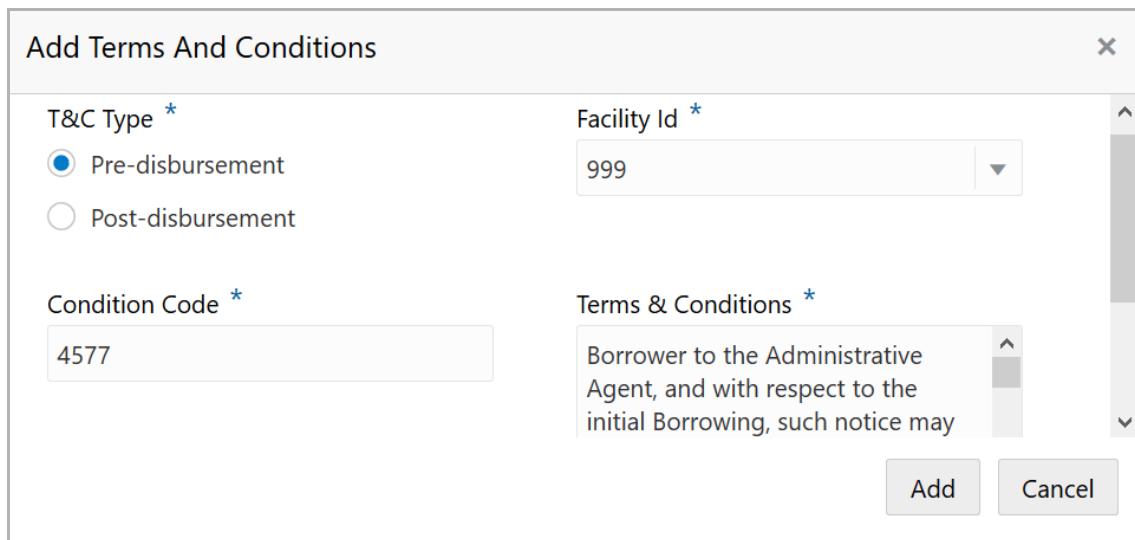 Add Terms And Conditions ×
T&C Type *
Pre-disbursement
Post-disbursement
Facility Id *
999
Condition Code *
4577
Terms & Conditions *
Borrower to the Administrative
Agent, and with respect to the
initial Borrowing, such notice may
Add
Cancel